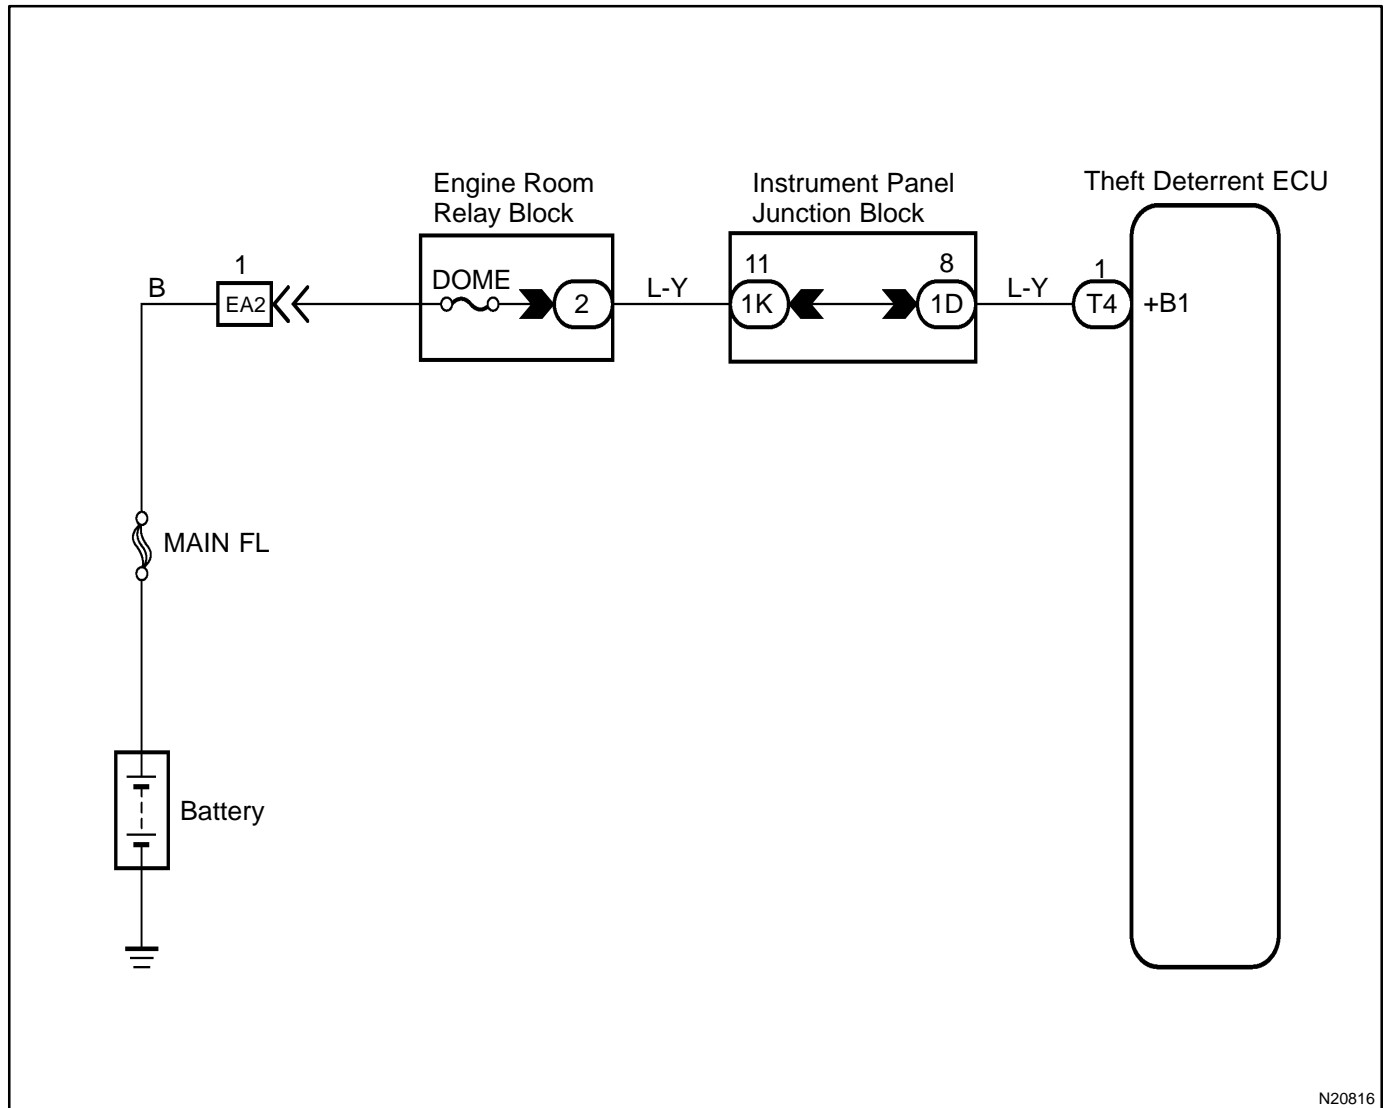 Engine Room
Relay Block
Instrument Panel
Junction Block
Theft Deterrent ECU
B
1
EA2
DOME
2
L-Y
11
1K
8
1D
L-Y
1
T4
+B1
MAIN FL
Battery
N20816